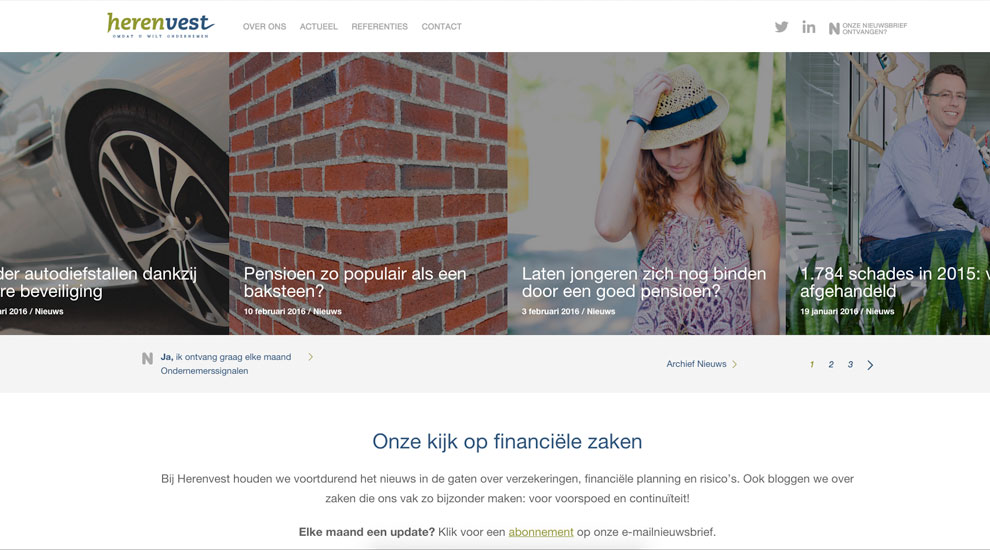 herenvest
OMDAT U WILT ONDERNEMEN
OVER ONS ACTUEEL REFERENTIES CONTACT
ONZE NIEUWSBRIEF
ONTVANGEN?
der autodiefstallen dankzij
re beveiliging
ari 2016 / Nieuws
Pensioen zo populair als een
baksteen?
10 februari 2016 / Nieuws
Laten jongeren zich nog binden
door een goed pensioen?
3 februari 2016 / Nieuws
1.784 schades in 2015:
afgehandeld
19 januari 2016 / Nieuws
Ja, ik ontvang graag elke maand
Ondernemerssignalen
Archief Nieuws
1 2 3
Onze kijk op financiële zaken
Bij Herenvest houden we voortdurend het nieuws in de gaten over verzekeringen, financiële planning en risico's. Ook bloggen we over
zaken die ons vak zo bijzonder maken: voor voorspoed en continuïteit!
Elke maand een update? Klik voor een abonnement op onze e-mailnieuwsbrief.